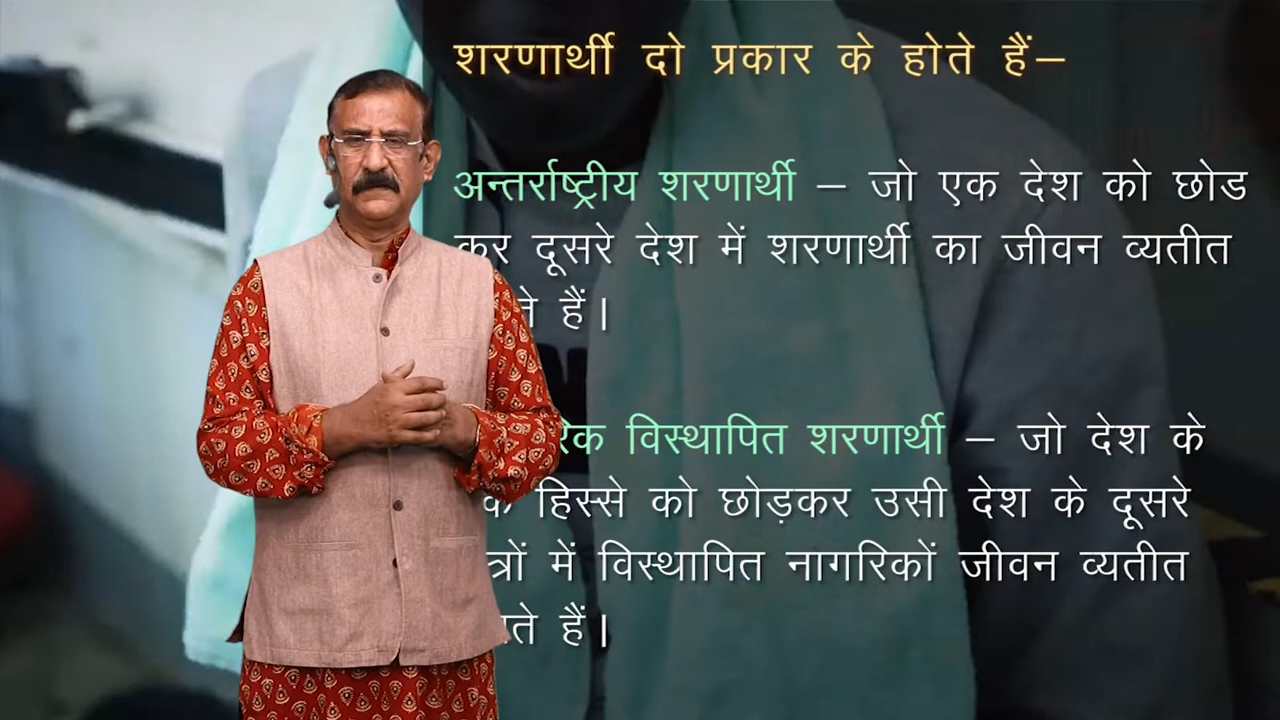 शरणार्थी दो प्रकार के होते हैं–
अन्तर्राष्ट्रीय शरणार्थी – जो एक देश को छोड
कर दूसरे देश में शरणार्थी का जीवन व्यतीत
हैं।
विस्थापित शरणार्थी – जो देश के
हिस्से को छोड़कर उसी देश के दूसरे
में विस्थापित नागरिकों जीवन व्यतीत
हैं।